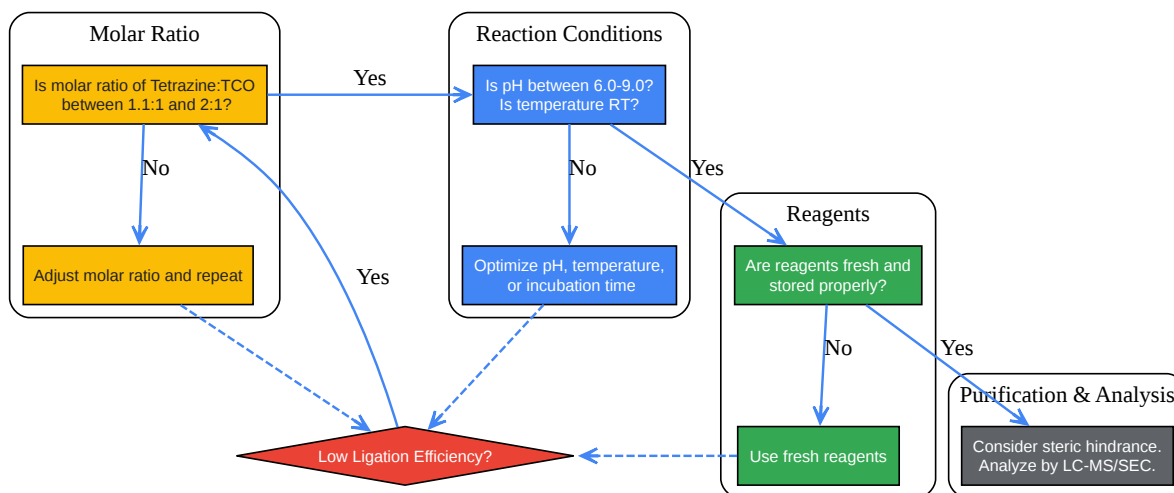 Molar Ratio
Is molar ratio of Tetrazine:TCO
between 1.1:1 and 2:1?
Yes
No
Adjust molar ratio and repeat
Reaction Conditions
Is pH between 6.0-9.0?
Is temperature RT?
No
Yes
Optimize pH, temperature,
or incubation time
Yes
Reagents
Are reagents fresh and
stored properly?
No
Yes
Use fresh reagents
Purification & Analysis
Consider steric hindrance.
Analyze by LC-MS/SEC.
Low Ligation Efficiency?